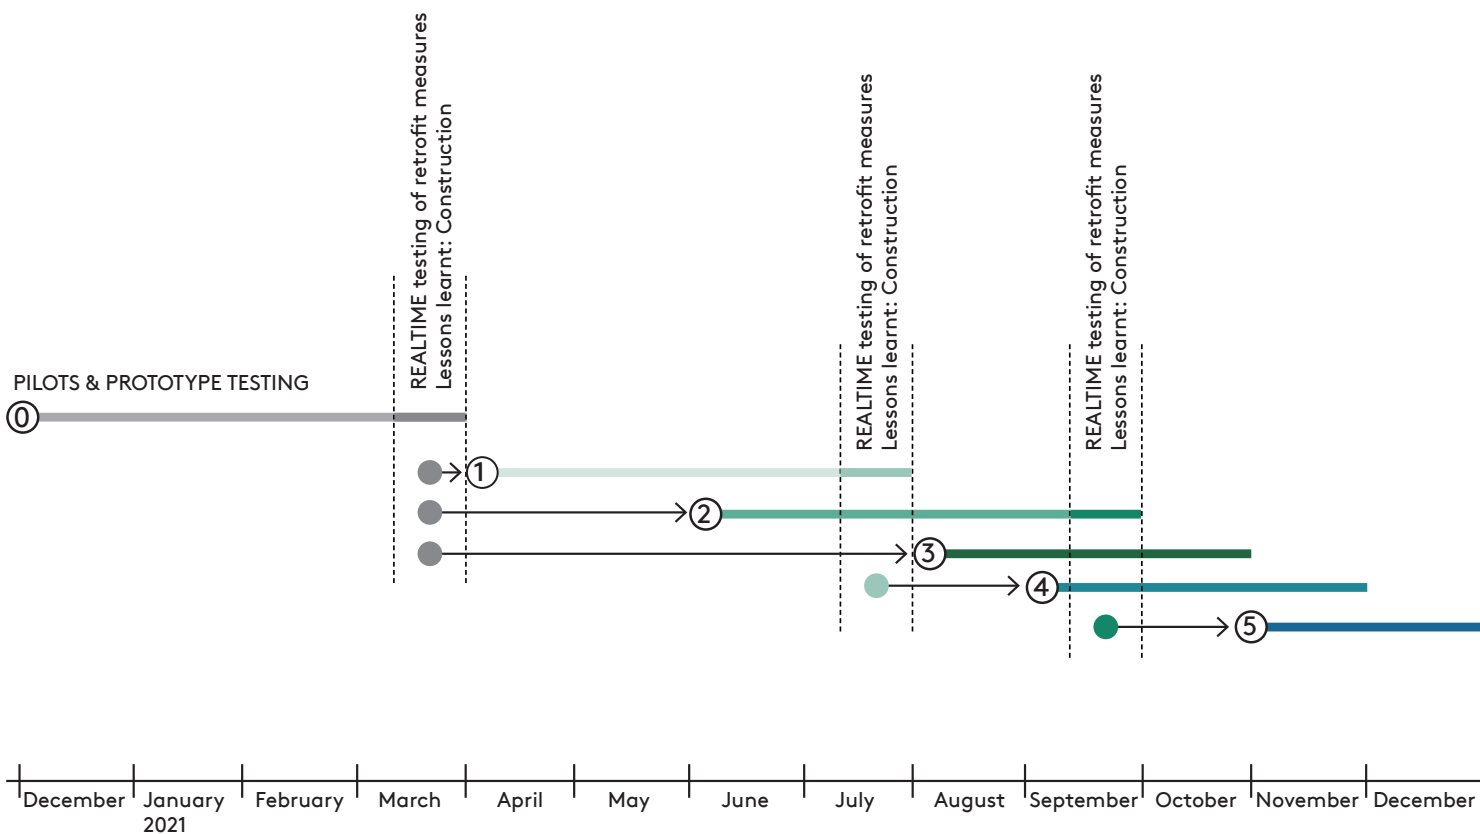 REALTIME testing of retrofit measures
Lessons learnt: Construction
REALTIME testing of retrofit measures
Lessons learnt: Construction
REALTIME testing of retrofit measures
Lessons learnt: Construction
PILOTS & PROTOTYPE TESTING
0
1
2
3
4
5
December January February March April May June July August September October November December
2021